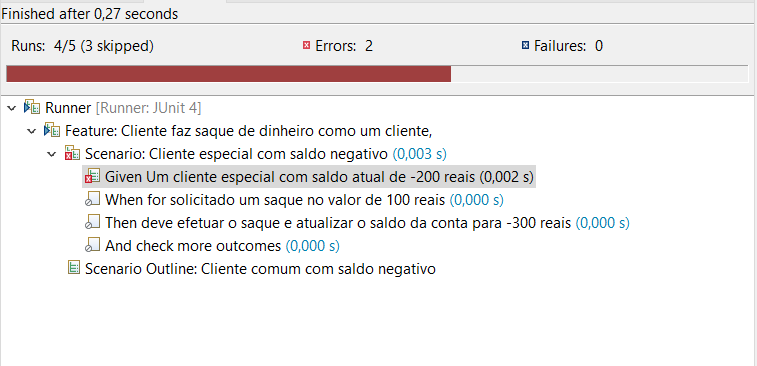 Finished after 0,27 seconds
Runs: 4/5 (3 skipped) Errors: 2 Failures: 0
Runner [Runner: JUnit 4]
Feature: Cliente faz saque de dinheiro como um cliente,
Scenario: Cliente especial com saldo negativo (0,003 s)
Given Um cliente especial com saldo atual de -200 reais (0,002 s)
When for solicitado um saque no valor de 100 reais (0,000 s)
Then deve efetuar o saque e atualizar o saldo da conta para -300 reais (0,000 s)
And check more outcomes (0,000 s)
Scenario Outline: Cliente comum com saldo negativo